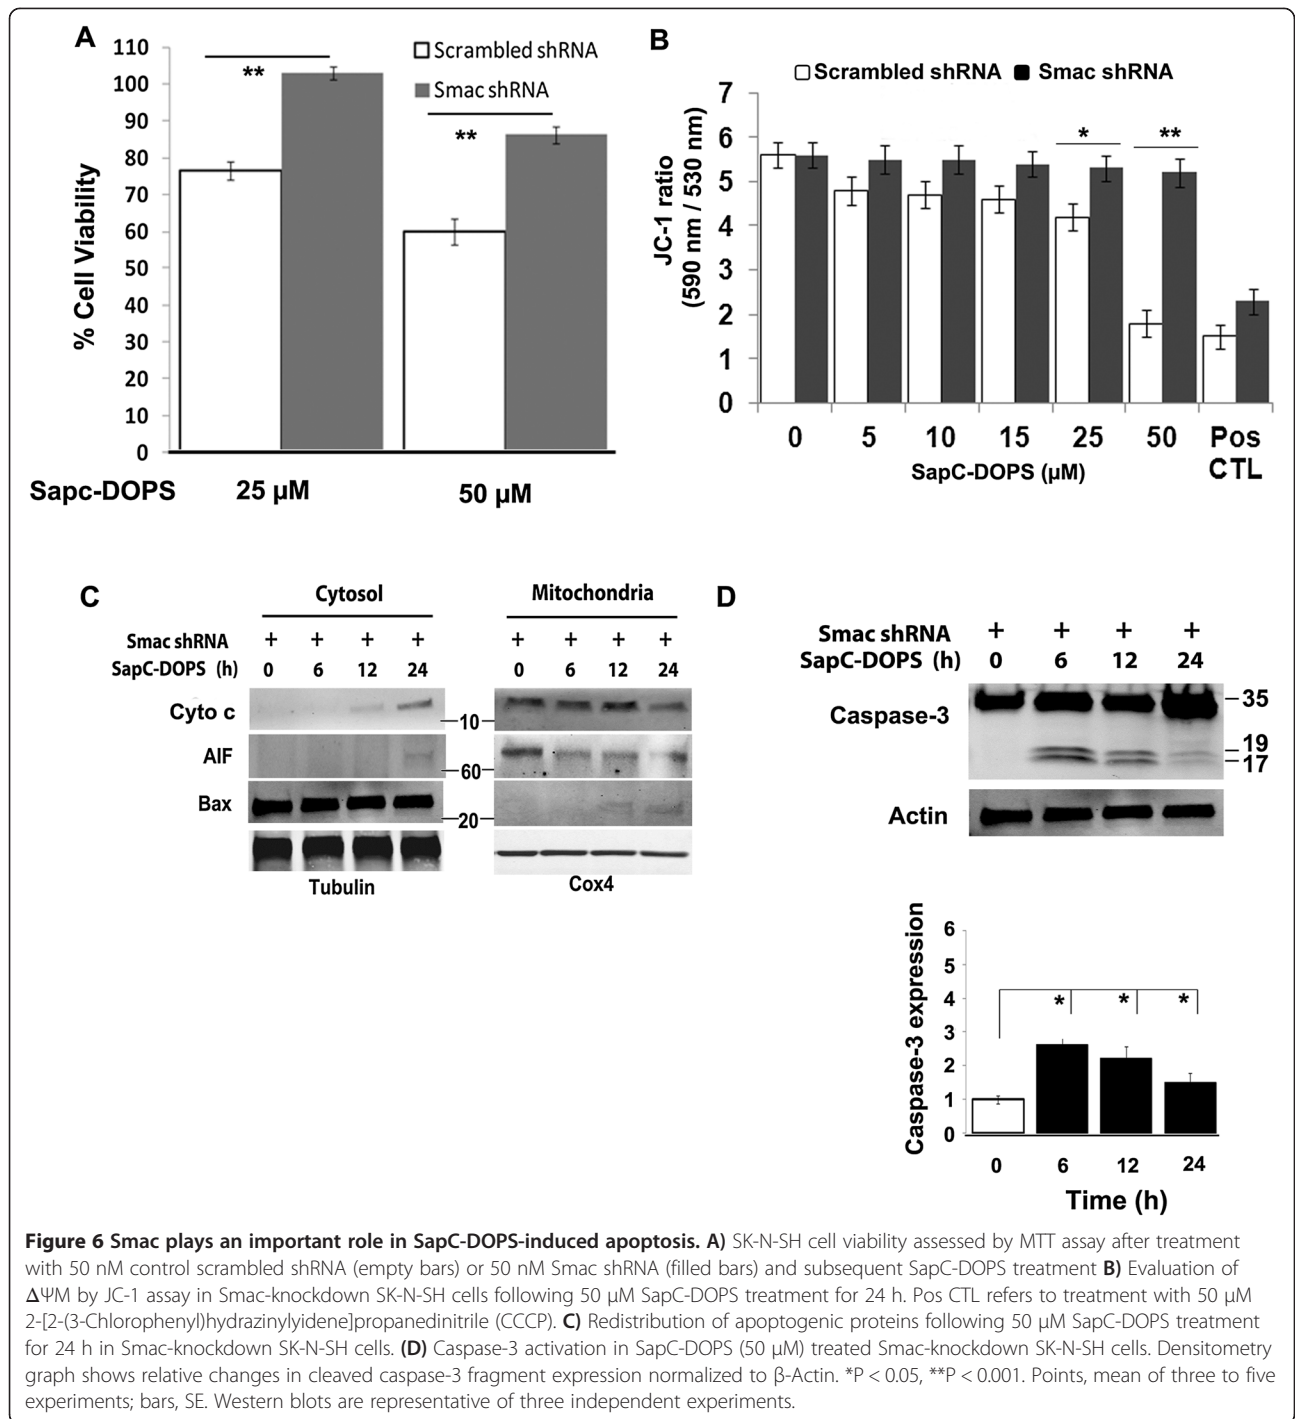 A
110
100
90
80
70
60
50
40
30
20
10
0
% Cell Viability
Scrambled shRNA
Smac shRNA
**
**
Sapc-DOPS 25 µM 50 µM
B
Scrambled shRNA Smac shRNA
7
6
5
4
3
2
1
0
JC-1 ratio
(590 nm / 530 nm)
* **
0 5 10 15 25 50 Pos
CTL
SapC-DOPS (µM)
C
Cytosol Mitochondria
Smac shRNA + + + + + + + +
SapC-DOPS (h) 0 6 12 24 0 6 12 24
Cyto c
10
AIF
60
Bax
20
Tubulin Cox4
D
Smac shRNA + + + +
SapC-DOPS (h) 0 6 12 24
Caspase-3
35
19
17
Actin
Caspase-3 expression
6
5
4
3
2
1
0
* * *
0 6 12 24
Time (h)
Figure 6 Smac plays an important role in SapC-DOPS-induced apoptosis. A) SK-N-SH cell viability assessed by MTT assay after treatment
with 50 nM control scrambled shRNA (empty bars) or 50 nM Smac shRNA (filled bars) and subsequent SapC-DOPS treatment B) Evaluation of
ΔΨM by JC-1 assay in Smac-knockdown SK-N-SH cells following 50 μM SapC-DOPS treatment for 24 h. Pos CTL refers to treatment with 50 μM
2-[2-(3-Chlorophenyl)hydrazinylyidene]propanedinitrile (CCCP). C) Redistribution of apoptogenic proteins following 50 μM SapC-DOPS treatment
for 24 h in Smac-knockdown SK-N-SH cells. (D) Caspase-3 activation in SapC-DOPS (50 μM) treated Smac-knockdown SK-N-SH cells. Densitometry
graph shows relative changes in cleaved caspase-3 fragment expression normalized to β-Actin. *P < 0.05, **P < 0.001. Points, mean of three to five
experiments; bars, SE. Western blots are representative of three independent experiments.